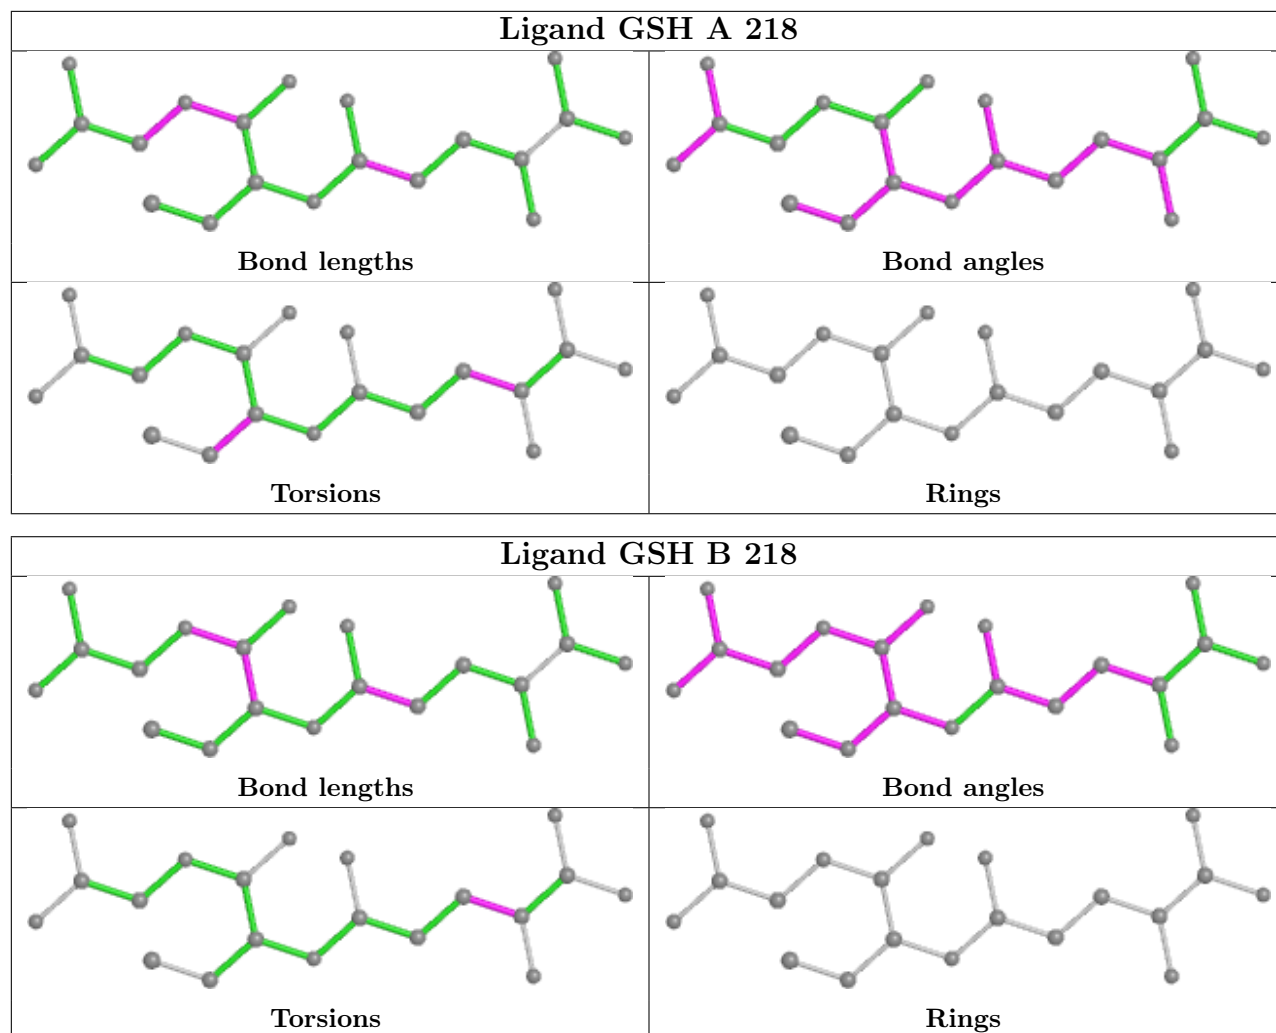 Ligand GSH A 218
Bond lengths
Bond angles
Torsions
Rings
Ligand GSH B 218
Bond lengths
Bond angles
Torsions
Rings